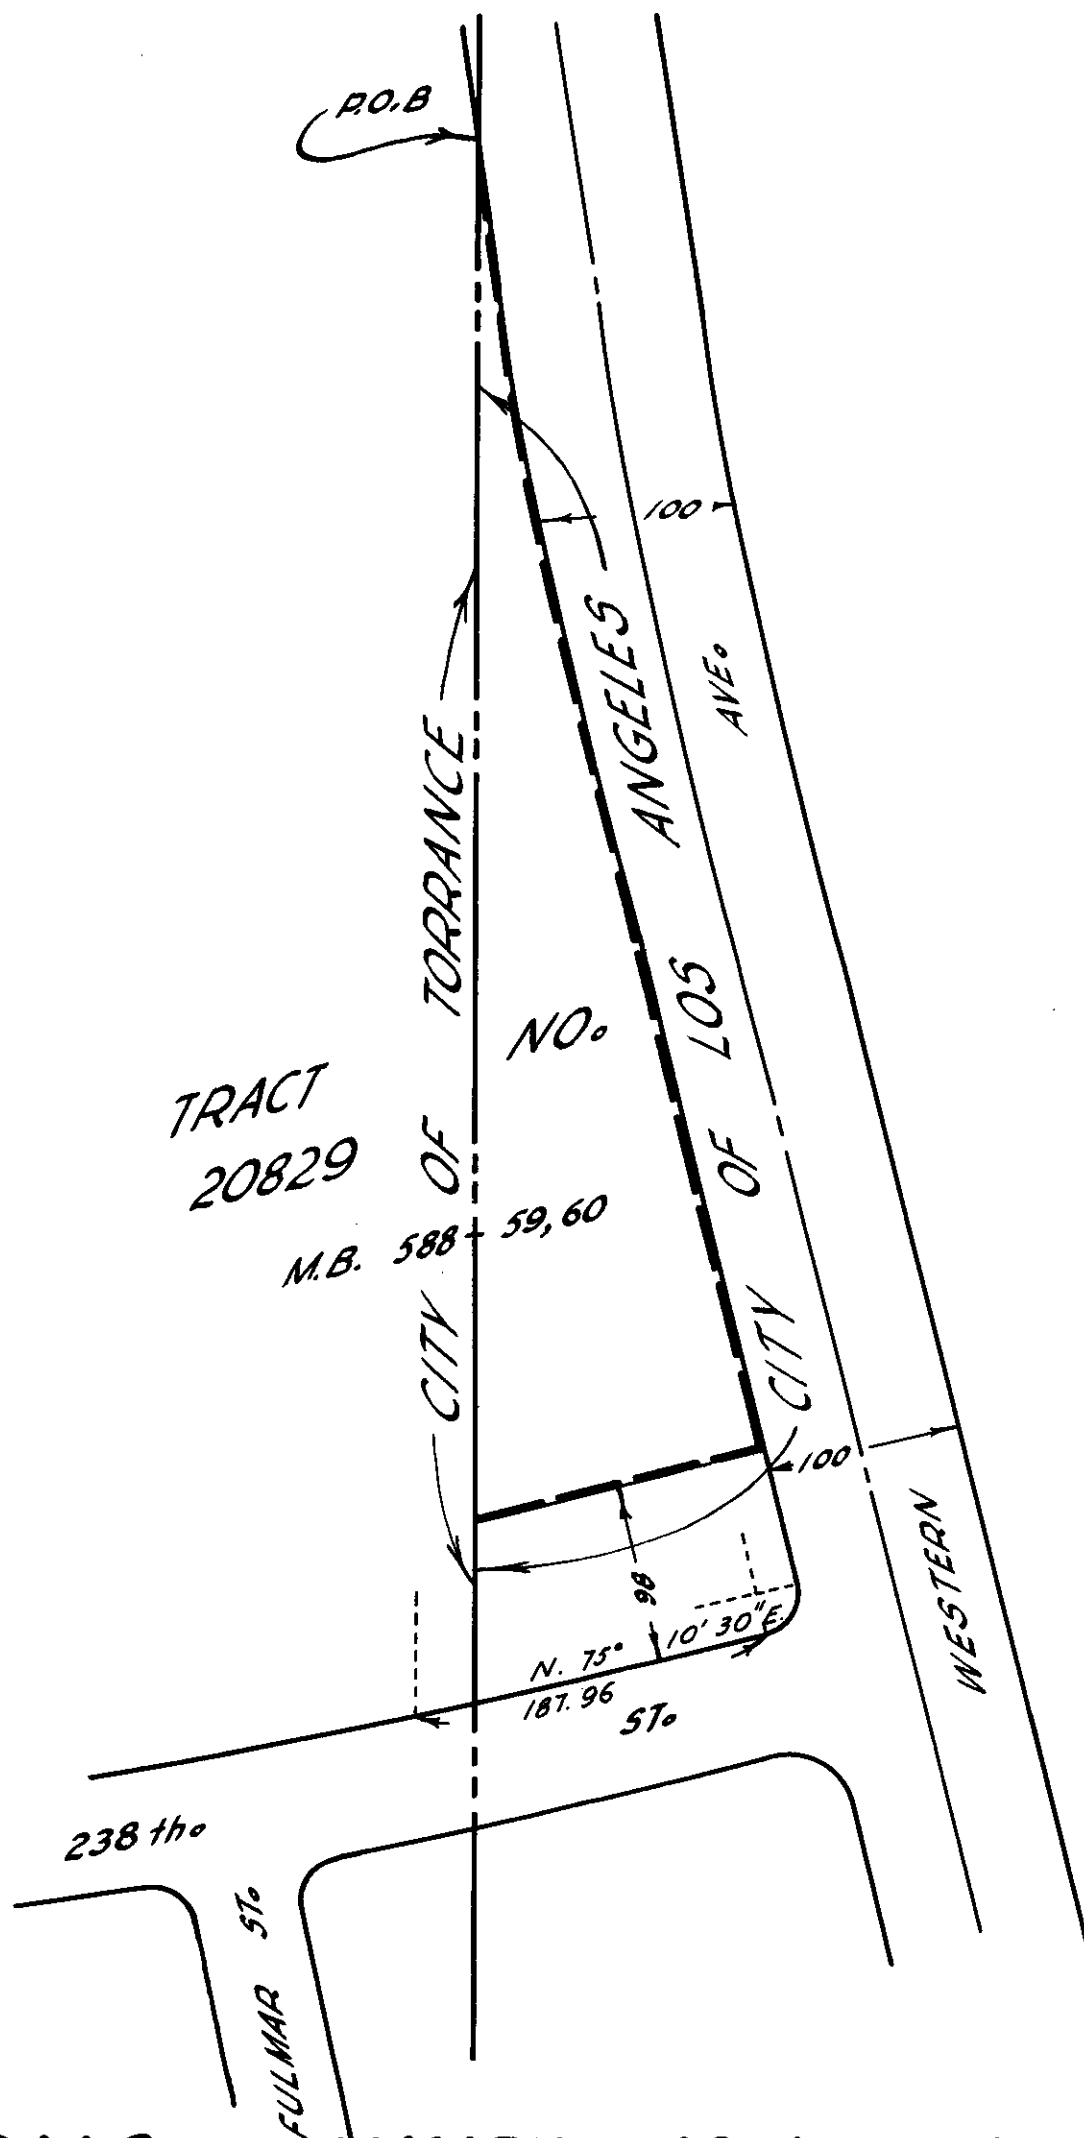 P.O.B
100
AVE.
CITY OF TORRANCE
CITY OF LOS ANGELES
TRACT NO.
20829
M.B. 588 - 59,60
100
WESTERN
98
N. 75° 10' 30" E.
187.96
238 th. ST.
FULMAR ST.